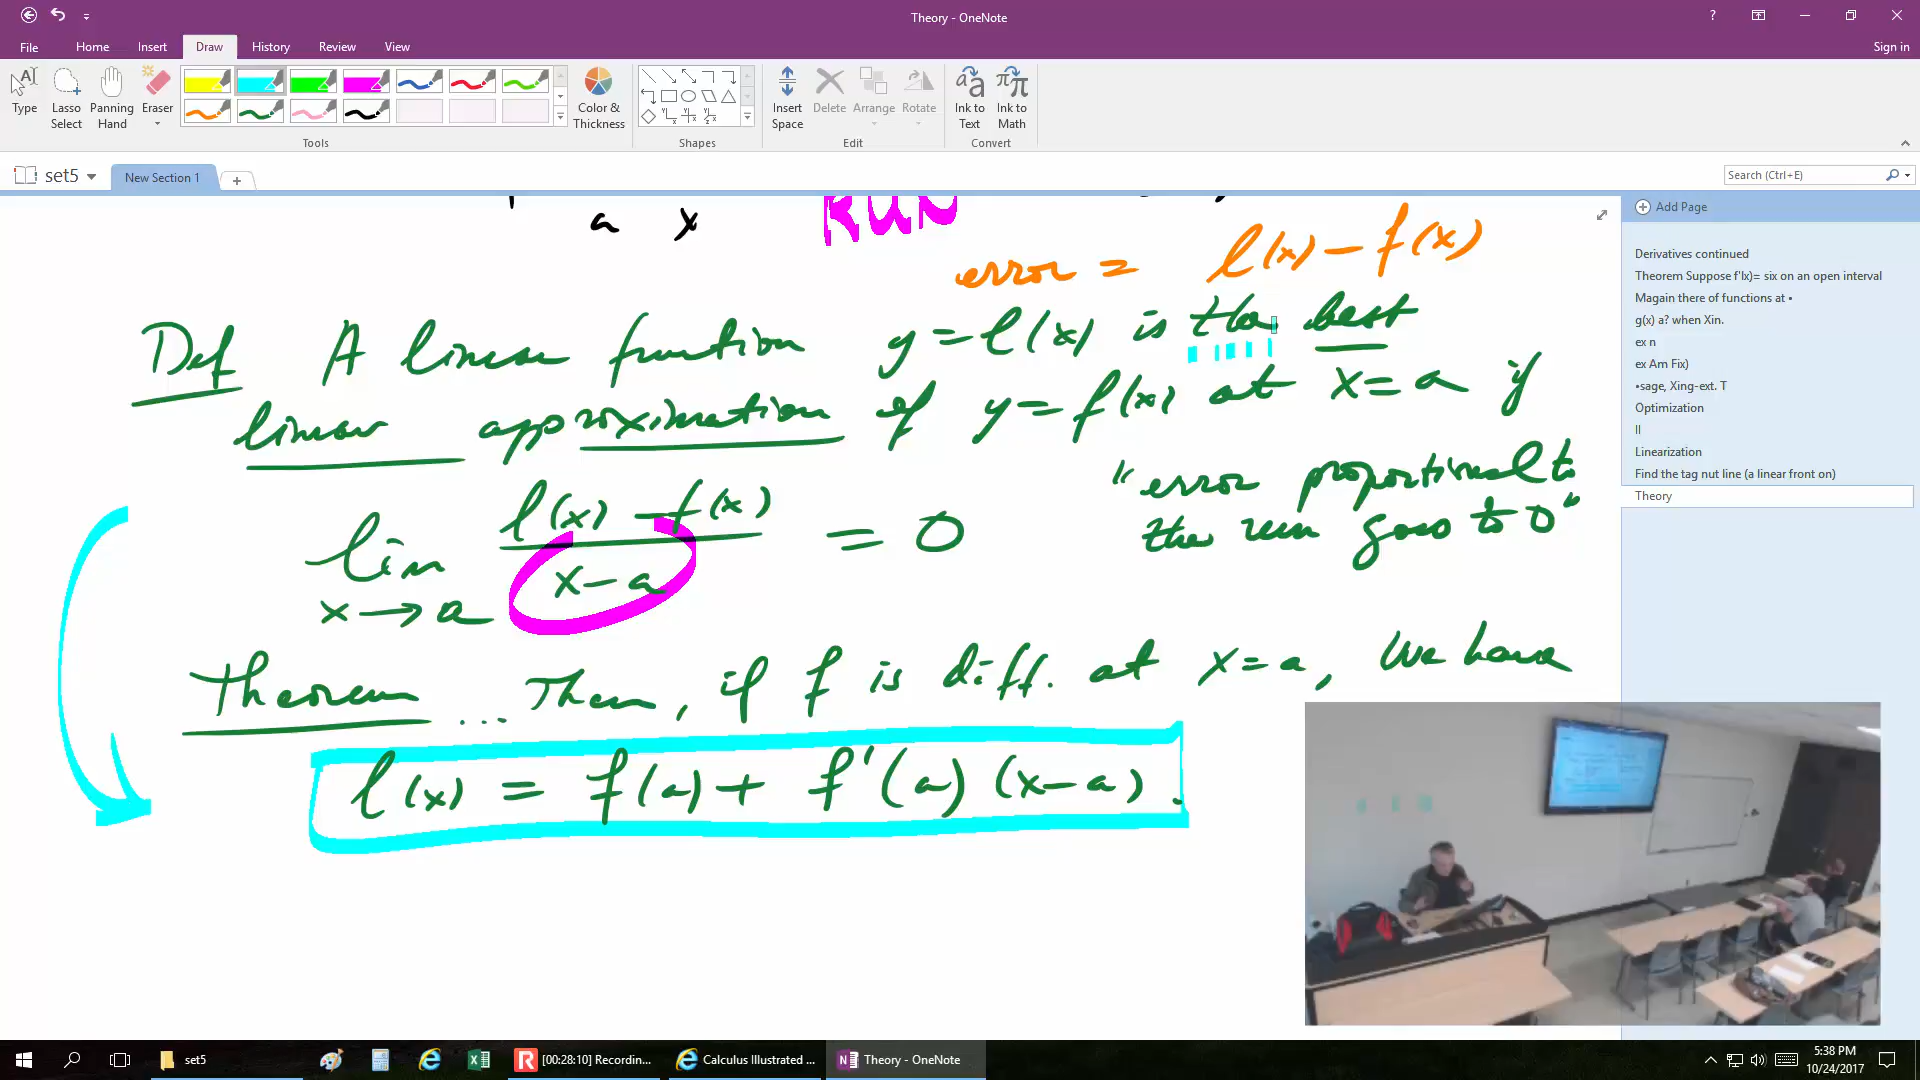 Theory - OneNote
File Home Insert Draw History Review View Sign in
Type Lasso Select Panning Hand Eraser Color & Thickness Insert Space Delete Arrange Rotate Ink to Text Ink to Math
Tools Shapes Edit Convert
set5 New Section 1 Search (Ctrl+E)
a x RUN
error = l(x) - f(x)
Def A linear function y = l(x) is the best
linear approximation of y = f(x) at x = a if
lim x→a l(x) - f(x) / x - a = 0
"error proportional to
the run goes to 0"
Theorem ... Then, if f is diff. at x = a, we have
l(x) = f(a) + f'(a)(x-a).
Add Page
Derivatives continued
Theorem Suppose f'lx)= six on an open interval
Magain there of functions at •
g(x) a? when Xin.
ex n
ex Am Fix)
•sage, Xing-ext. T
Optimization
II
Linearization
Find the tag nut line (a linear front on)
Theory
set5 [00:28:10] Recordin... Calculus Illustrated ... Theory - OneNote 5:38 PM
10/24/2017